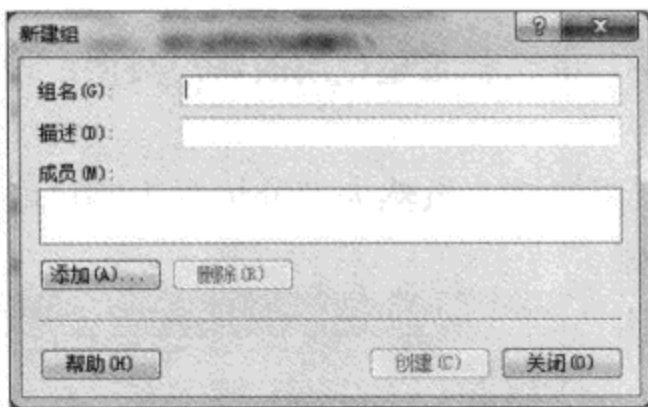 新建组
组名(G):
描述(D):
成员(M):
添加(A)... 删除(R)
帮助(H) 创建(C) 关闭(O)